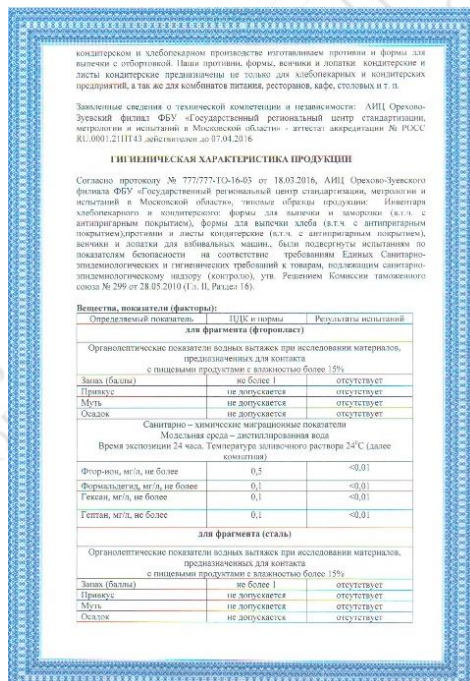 кондитерском и хлебопекарном производстве изготавливаем противни и формы для
выпечки с отбортовкой. Наши противни, формы, венчики и лопатки кондитерские и
листы кондитерские предназначены не только для хлебопекарных и кондитерских
предприятий, а так же для комбинатов питания, ресторанов, кафе, столовых и т. п.
Заявленные сведения о технической компетенции и независимости: АИЦ Орехово-
Зуевский филиал ФБУ «Государственный региональный центр стандартизации,
метрологии и испытаний в Московской области» - аттестат аккредитации № РОСС
RU.0001.21ПТ43 действителен до 07.04.2016
ГИГИЕНИЧЕСКАЯ ХАРАКТЕРИСТИКА ПРОДУКЦИИ
Согласно протоколу № 777/777-ТО-16-03 от 18.03.2016, АИЦ Орехово-Зуевского
филиала ФБУ «Государственный региональный центр стандартизации, метрологии и
испытаний в Московской области», типовые образцы продукции: Инвентаря
хлебопекарного и кондитерского: формы для выпечки и заморозки (в.т.ч. с
антипригарным покрытием), формы для выпечки хлеба (в.т.ч. с антипригарным
покрытием),противни и листы кондитерские (в.т.ч. с антипригарным покрытием),
венчики и лопатки для взбивальных машин., были подвергнуты испытаниям по
показателям безопасности на соответствие требованиям Единых Санитарно-
эпидемиологических и гигиенических требований к товарам, подлежащим санитарно-
эпидемиологическому надзору (контролю), утв. Решением Комиссии таможенного
союза № 299 от 28.05.2010 (Гл. II, Раздел 16).
Вещества, показатели (факторы):
Определяемый показатель ПДК и нормы Результаты испытаний
для фрагмента (фторопласт)
Органолептические показатели водных вытяжек при исследовании материалов,
предназначенных для контакта
с пищевыми продуктами с влажностью более 15%
Запах (баллы) не более 1 отсутствует
Привкус не допускается отсутствует
Муть не допускается отсутствует
Осадок не допускается отсутствует
Санитарно – химические миграционные показатели
Модельная среда – дистиллированная вода
Время экспозиции 24 часа. Температура заливочного раствора 24°С (далее
комнатная)
Фтор-ион, мг/л, не более 0,5 <0,01
Формальдегид, мг/л, не более 0,1 <0,01
Гексан, мг/л, не более 0,1 <0,01
Гептан, мг/л, не более 0,1 <0,01
для фрагмента (сталь)
Органолептические показатели водных вытяжек при исследовании материалов,
предназначенных для контакта
с пищевыми продуктами с влажностью более 15%
Запах (баллы) не более 1 отсутствует
Привкус не допускается отсутствует
Муть не допускается отсутствует
Осадок не допускается отсутствует